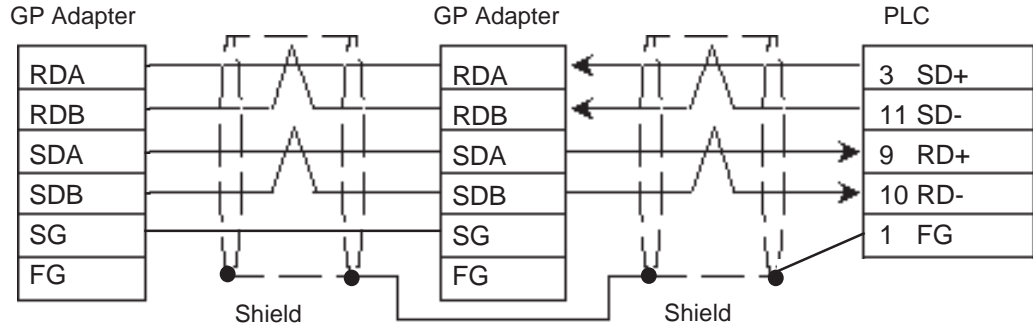 GP Adapter GP Adapter PLC
RDA RDA 3 SD+
RDB RDB 11 SD-
SDA SDA 9 RD+
SDB SDB 10 RD-
SG SG 1 FG
FG FG
Shield Shield